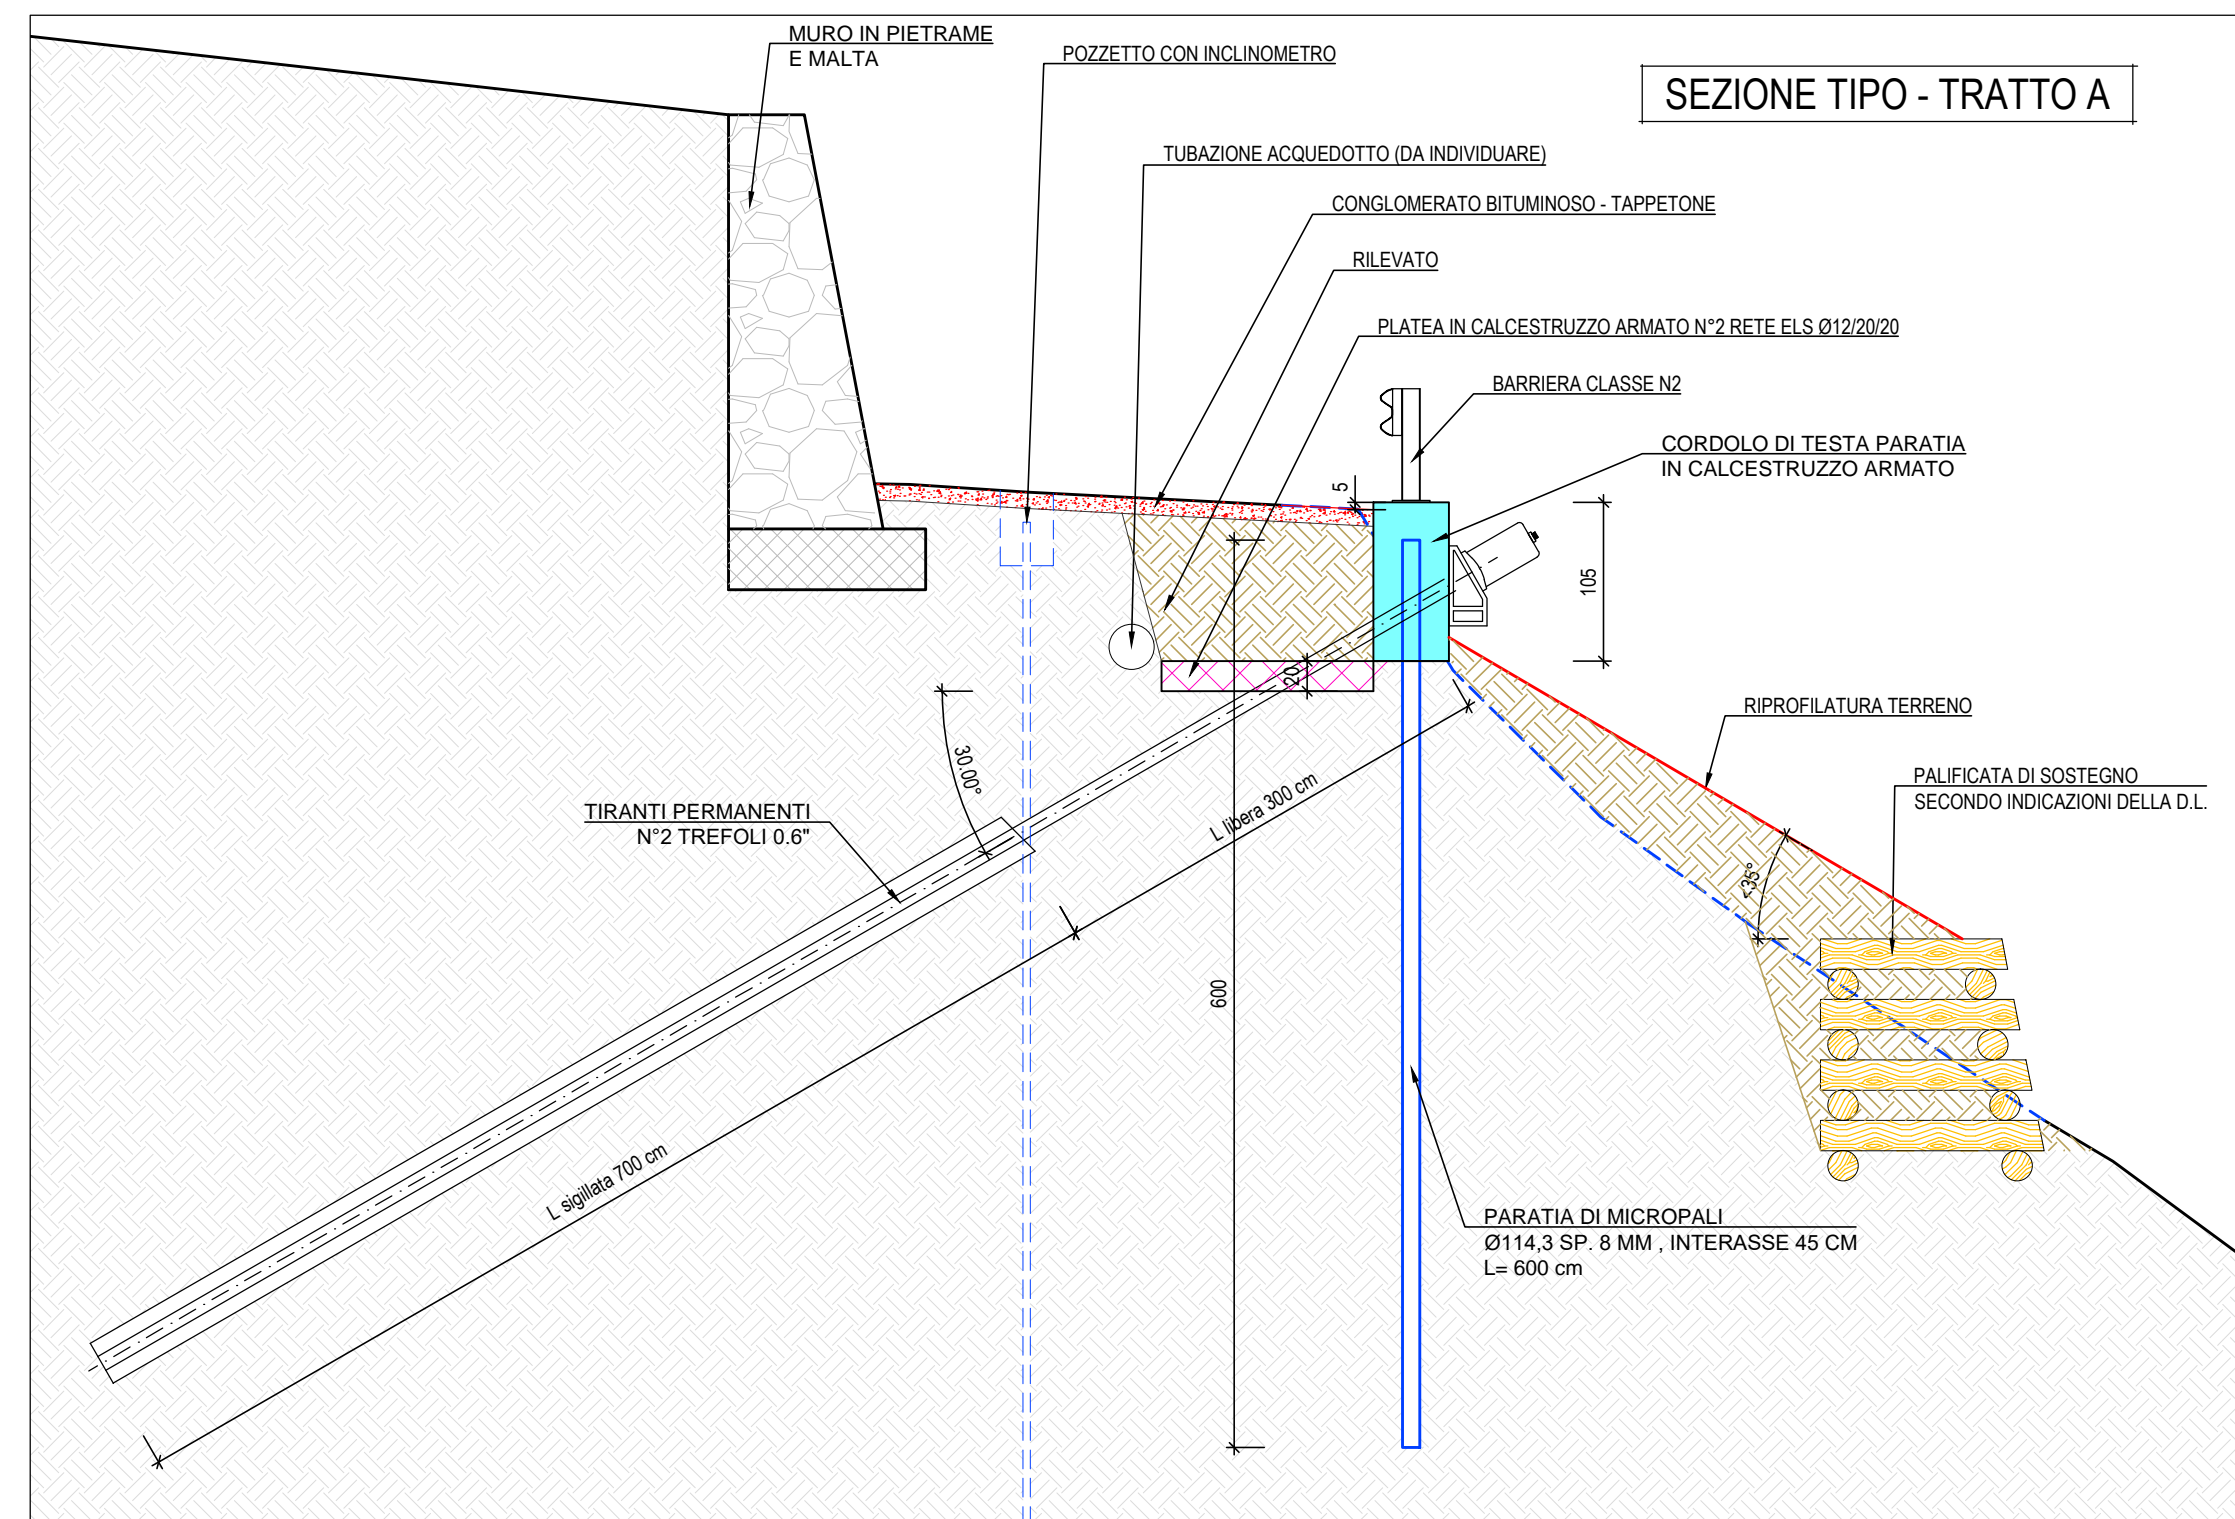 MURO IN PIETRAME
E MALTA
POZZETTO CON INCLINOMETRO
SEZIONE TIPO - TRATTO A
TUBAZIONE ACQUEDOTTO (DA INDIVIDUARE)
CONGLOMERATO BITUMINOSO - TAPPETONE
RILEVATO
PLATEA IN CALCESTRUZZO ARMATO N°2 RETE ELS Ø12/20/20
BARRIERA CLASSE N2
CORDOLO DI TESTA PARATIA
IN CALCESTRUZZO ARMATO
5
105
20
RIPROFILATURA TERRENO
30.00°
PALIFICATA DI SOSTEGNO
SECONDO INDICAZIONI DELLA D.L.
TIRANTI PERMANENTI
N°2 TREFOLI 0.6"
L libera 300 cm
<35°
600
L sigillata 700 cm
PARATIA DI MICROPALI
Ø114,3 SP. 8 MM , INTERASSE 45 CM
L= 600 cm